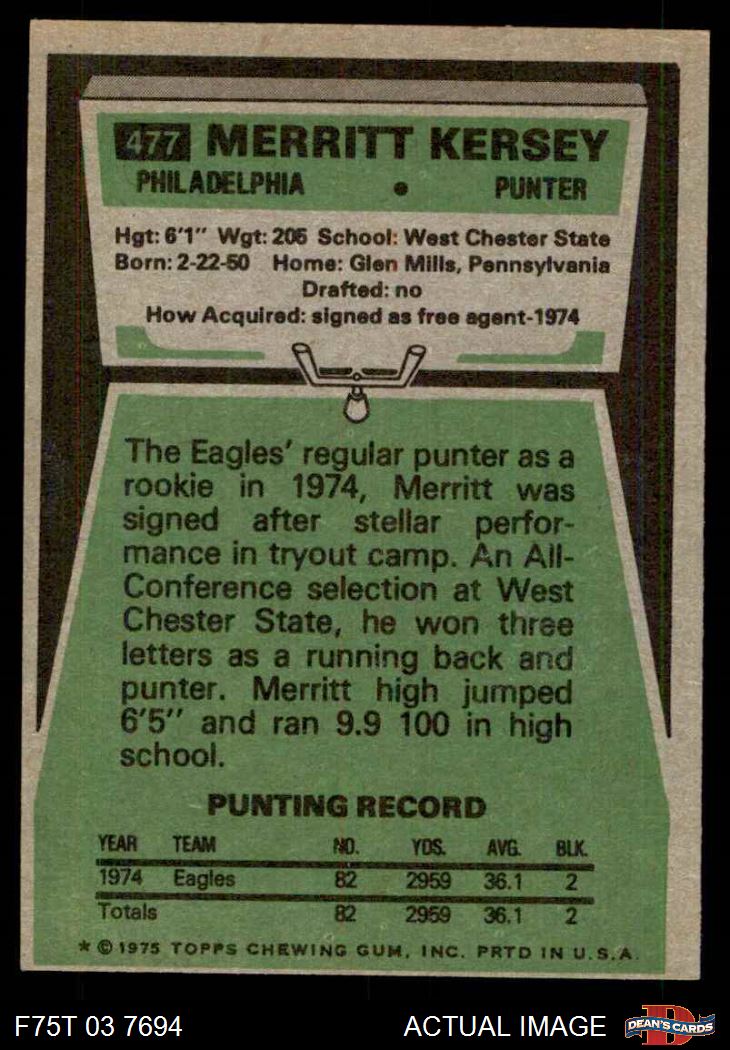 477 MERRITT KERSEY
PHILADELPHIA • PUNTER
Hgt: 6'1" Wgt: 205 School: West Chester State
Born: 2-22-50 Home: Glen Mills, Pennsylvania
Drafted: no
How Acquired: signed as free agent-1974
The Eagles' regular punter as a
rookie in 1974, Merritt was
signed after stellar perfor-
mance in tryout camp. An All-
Conference selection at West
Chester State, he won three
letters as a running back and
punter. Merritt high jumped
6'5" and ran 9.9 100 in high
school.
PUNTING RECORD
YEAR TEAM NO. YDS. AVG. BLK.
1974 Eagles 82 2959 36.1 2
Totals 82 2959 36.1 2
* © 1975 TOPPS CHEWING GUM, INC. PRTD IN U.S.A.
F75T 03 7694 ACTUAL IMAGE D DEAN'S CARDS